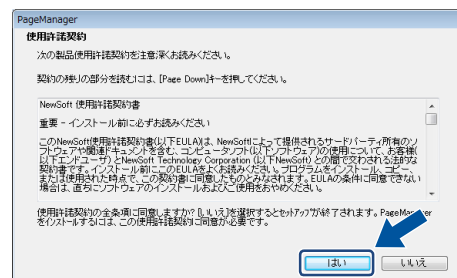 PageManager
使用許諾契約
次の製品使用許諾契約を注意深くお読みください。
契約の残りの部分を読むには、[Page Down]キーを押してください。
NewSoft 使用許諾契約書
重要 - インストール前に必ずお読みください
このNewSoft使用許諾契約書(以下EULA)は、NewSoftによって提供されるサードパーティ所有のソ
フトウェアや関連ドキュメントを含む、コンピュータソフト(以下ソフトウェア)の使用について、お客様(
以下エンドユーザ)とNewSoft Technology Corporation (以下NewSoft) との間で交わされる法的な
契約書です。インストール前にこのEULAをよくお読みください。プログラムをインストール、コピー、
または使用された時点で、この契約書に同意したものとみなされます。EULAの条件に同意できない
場合は、直ちにソフトウェアのインストールおよびご使用をおやめください。
使用許諾契約の全条項に同意しますか? [いいえ]を選択するとセットアップが終了されます。PageManager
をインストールするには、この使用許諾契約に同意が必要です。
はい
いいえ